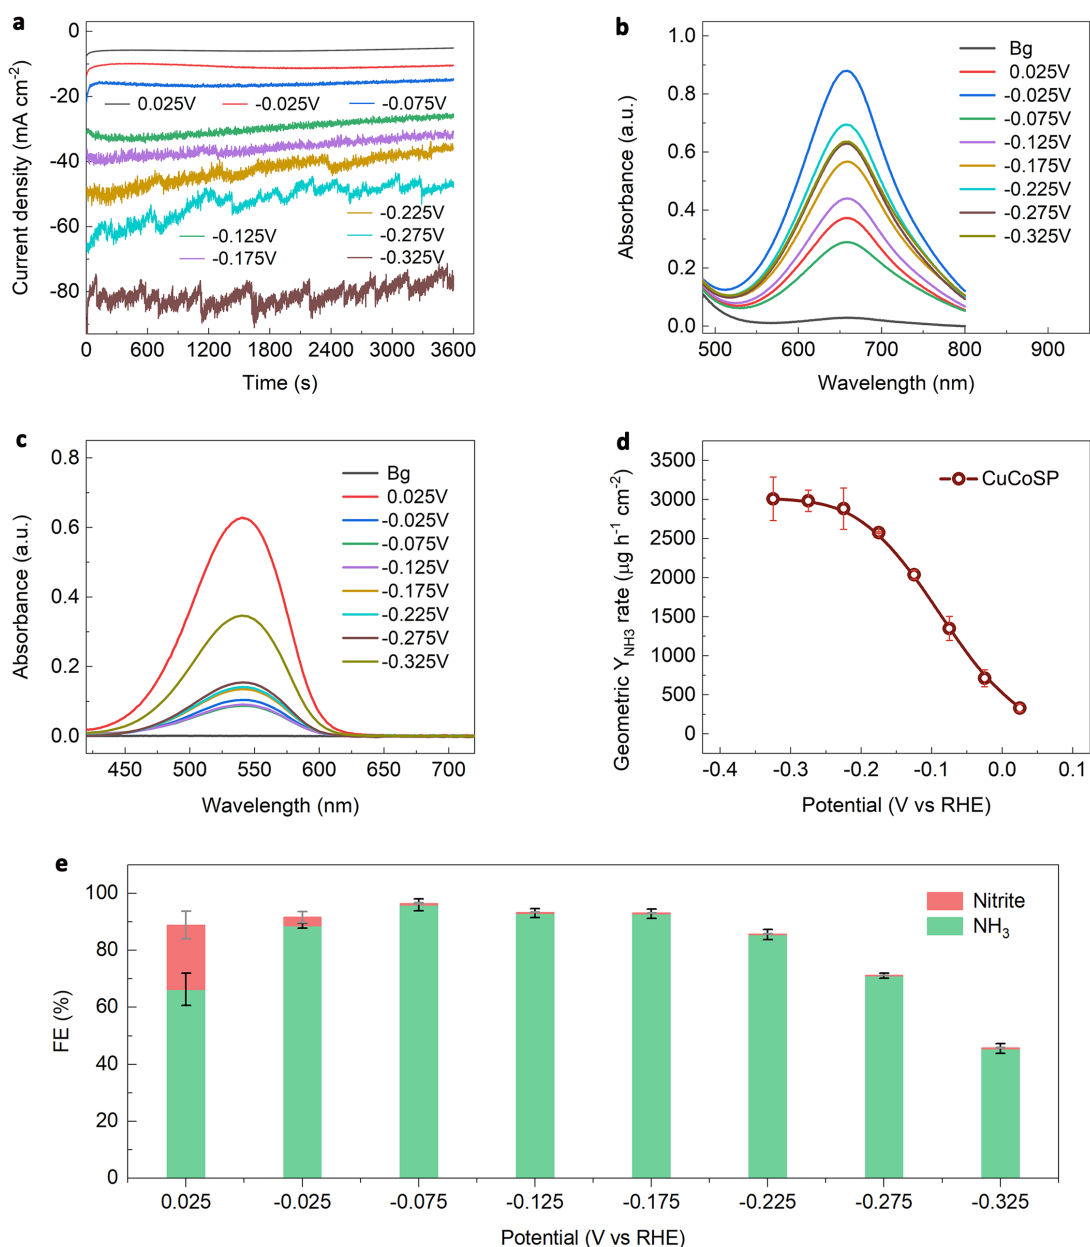 a
0
-20
-40
-60
-80
Current density (mA cm⁻²)
0.025V
-0.025V
-0.075V
-0.225V
-0.125V
-0.275V
-0.175V
-0.325V
0 600 1200 1800 2400 3000 3600
Time (s)
b
1.0
0.8
0.6
0.4
0.2
0.0
Absorbance (a.u.)
Bg
0.025V
-0.025V
-0.075V
-0.125V
-0.175V
-0.225V
-0.275V
-0.325V
500 600 700 800 900
Wavelength (nm)
c
0.8
0.6
0.4
0.2
0.0
Absorbance (a.u.)
Bg
0.025V
-0.025V
-0.075V
-0.125V
-0.175V
-0.225V
-0.275V
-0.325V
450 500 550 600 650 700
Wavelength (nm)
d
3500
3000
2500
2000
1500
1000
500
0
Geometric Y_NH3 rate (μg h⁻¹ cm⁻²)
CuCoSP
-0.4 -0.3 -0.2 -0.1 0.0 0.1
Potential (V vs RHE)
e
100
80
60
40
20
0
FE (%)
Nitrite
NH₃
0.025 -0.025 -0.075 -0.125 -0.175 -0.225 -0.275 -0.325
Potential (V vs RHE)